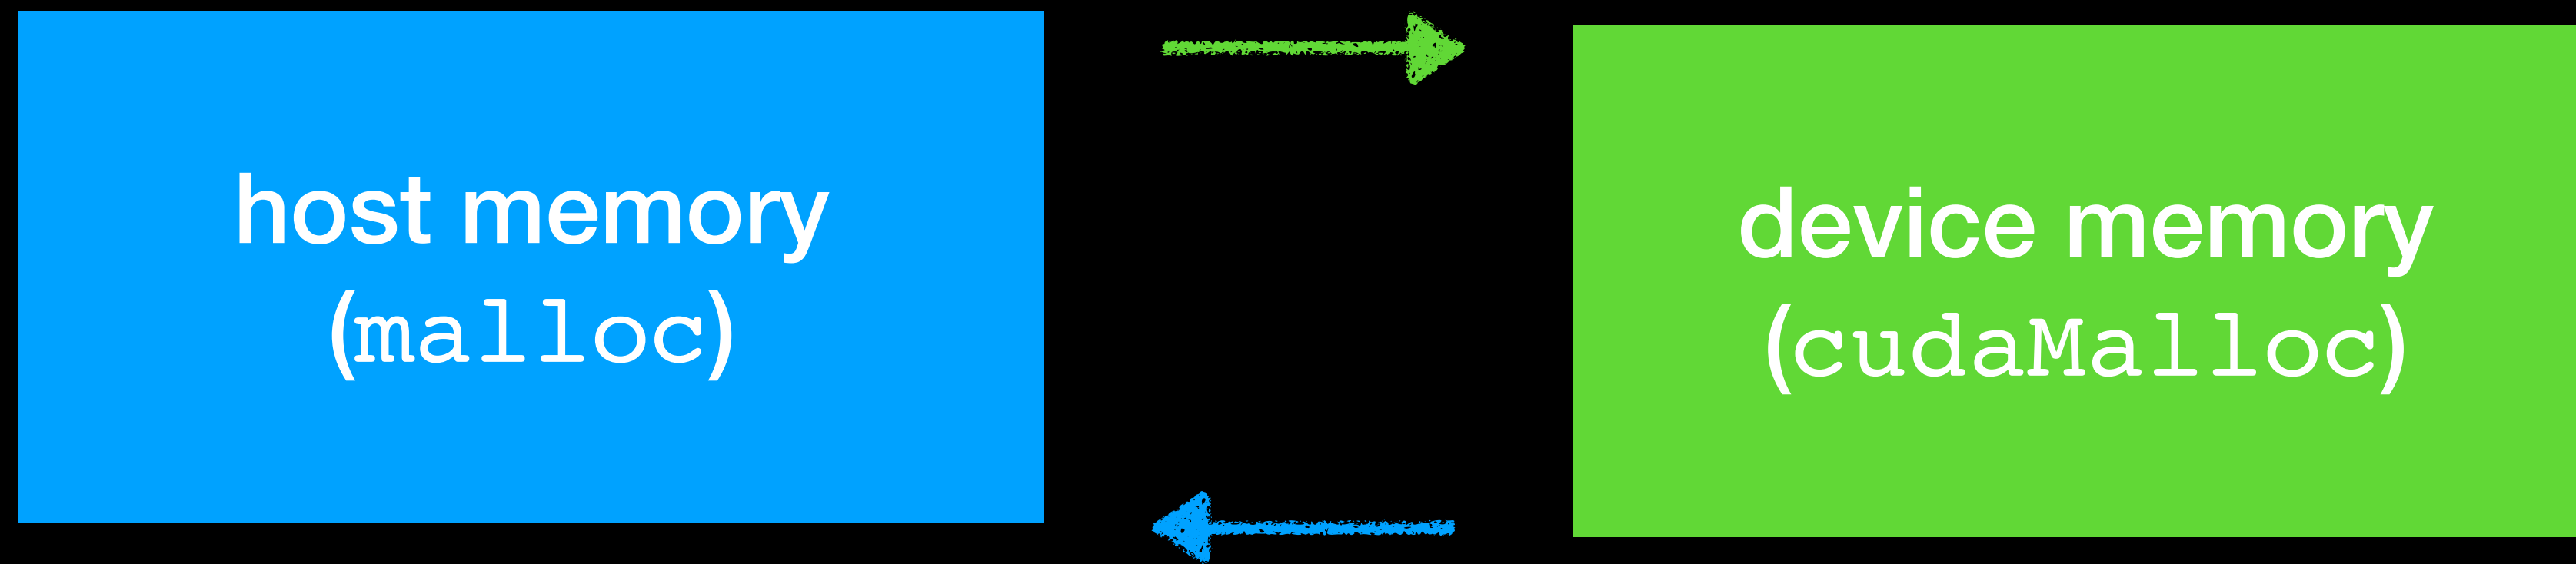 host memory
(malloc)
device memory
(cudaMalloc)